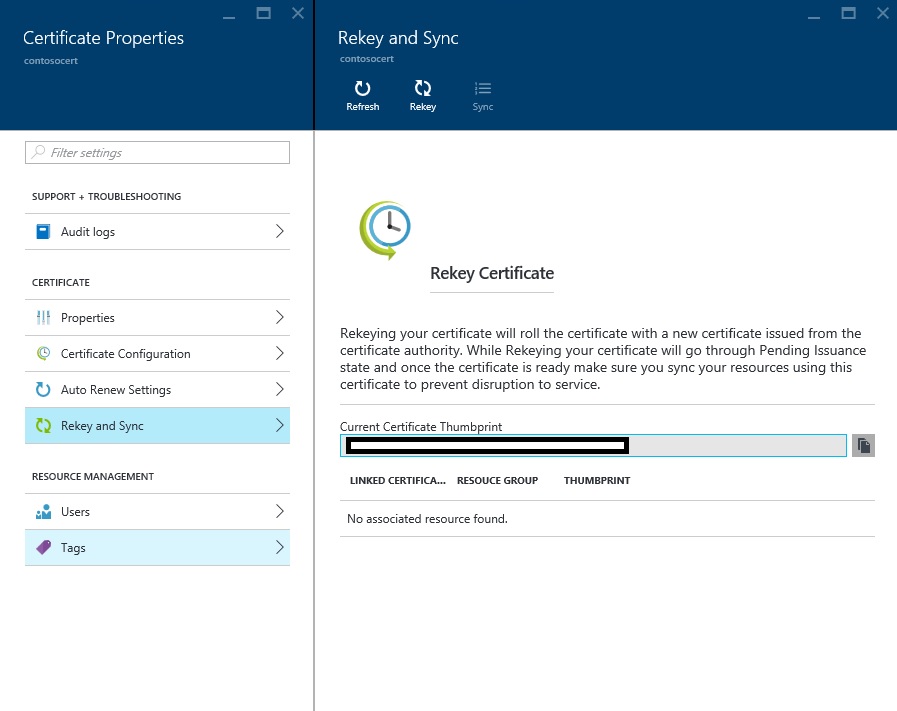 Certificate Properties
contosocert
Filter settings
SUPPORT + TROUBLESHOOTING
Audit logs
CERTIFICATE
Properties
Certificate Configuration
Auto Renew Settings
Rekey and Sync
RESOURCE MANAGEMENT
Users
Tags
Rekey and Sync
contosocert
Refresh Rekey Sync
Rekey Certificate
Rekeying your certificate will roll the certificate with a new certificate issued from the
certificate authority. While Rekeying your certificate will go through Pending Issuance
state and once the certificate is ready make sure you sync your resources using this
certificate to prevent disruption to service.
Current Certificate Thumbprint
LINKED CERTIFICA... RESOUCE GROUP THUMBPRINT
No associated resource found.